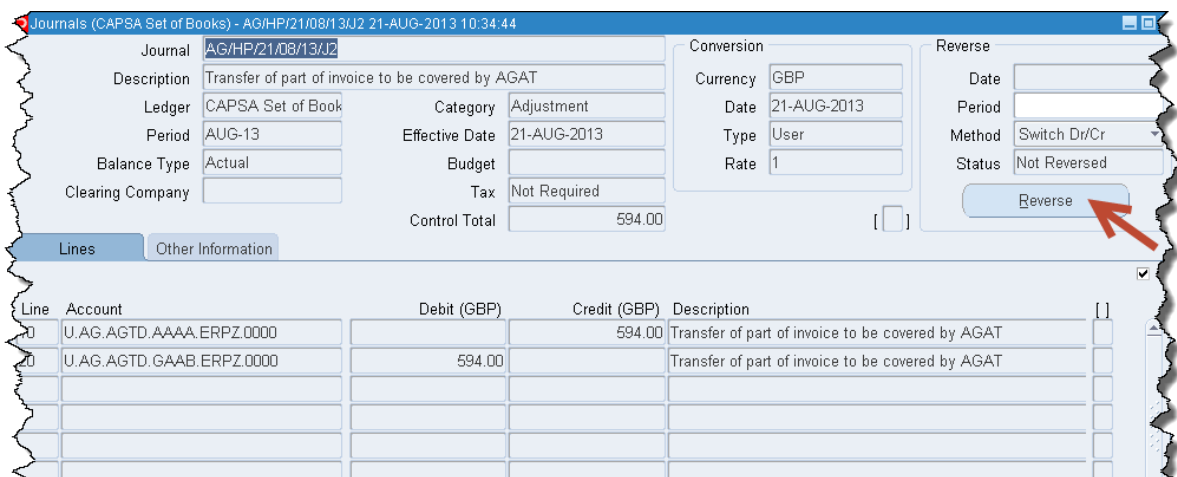 Journals (CAPSA Set of Books) - AG/HP/21/08/13/J2 21-AUG-2013 10:34:44
Journal AG/HP/21/08/13/J2 Conversion Reverse
Description Transfer of part of invoice to be covered by AGAT Currency GBP Date
Ledger CAPSA Set of Book Category Adjustment Date 21-AUG-2013 Period
Period AUG-13 Effective Date 21-AUG-2013 Type User Method Switch Dr/Cr
Balance Type Actual Budget Rate 1 Status Not Reversed
Clearing Company Tax Not Required Reverse
Control Total 594.00 [ ]
Lines Other Information
Line Account Debit (GBP) Credit (GBP) Description [ ]
U.AG.AGTD.AAAA.ERPZ.0000 594.00 Transfer of part of invoice to be covered by AGAT
U.AG.AGTD.GAAB.ERPZ.0000 594.00 Transfer of part of invoice to be covered by AGAT